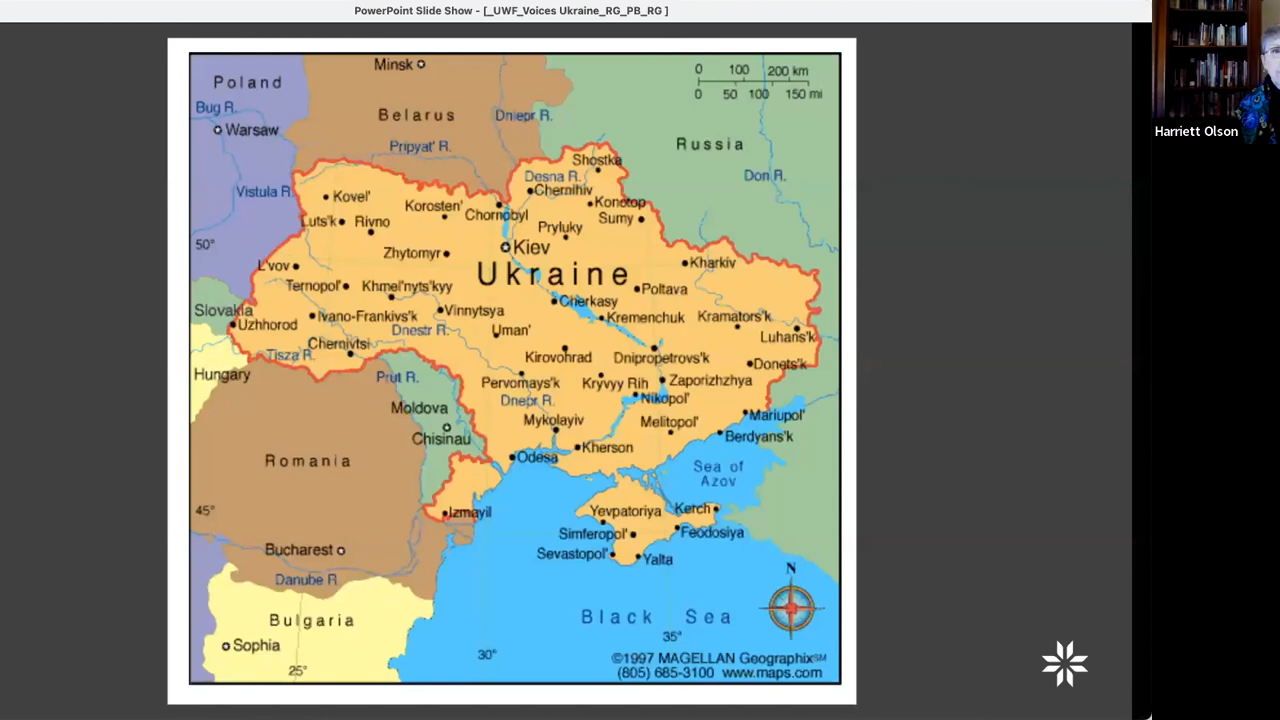 PowerPoint Slide Show - [_UWF_Voices Ukraine_RG_PB_RG ]
Harriett Olson
Minsk
0 100 200 km
0 50 100 150 mi
Poland
Bug R.
Warsaw
Belarus
Dniepr R.
Pripyat' R.
Russia
Shostka
Desna R.
Don R.
Vistula R.
Kovel'
Chernihiv
Korosten'
Chornobyl
Konotop
Luts'k
Rivno
Sumy
Pryluky
50°
Zhytomyr
Kiev
L'vov
Ukraine
Kharkiv
Ternopol'
Khmel'nyts'kyy
Poltava
Slovakia
Cherkasy
Uzhhorod
Ivano-Frankivs'k
Vinnytsya
Kremenchuk
Kramators'k
Dnestr R.
Uman'
Luhans'k
Chernivtsi
Tisza R.
Kirovohrad
Dnipropetrovs'k
Donets'k
Hungary
Prut R.
Pervomays'k
Kryvyy Rih
Zaporizhzhya
Dnepr R.
Nikopol'
Moldova
Mykolayiv
Melitopol'
Mariupol'
Chisinau
Berdyans'k
Kherson
Romania
Odesa
Sea of
Azov
45°
Izmayil
Yevpatoriya
Kerch
Simferopol'
Feodosiya
Bucharest
Sevastopol'
Yalta
N
Danube R
Bulgaria
Black Sea
35°
Sophia
30°
25°
©1997 MAGELLAN Geographix℠
(805) 685-3100 www.maps.com